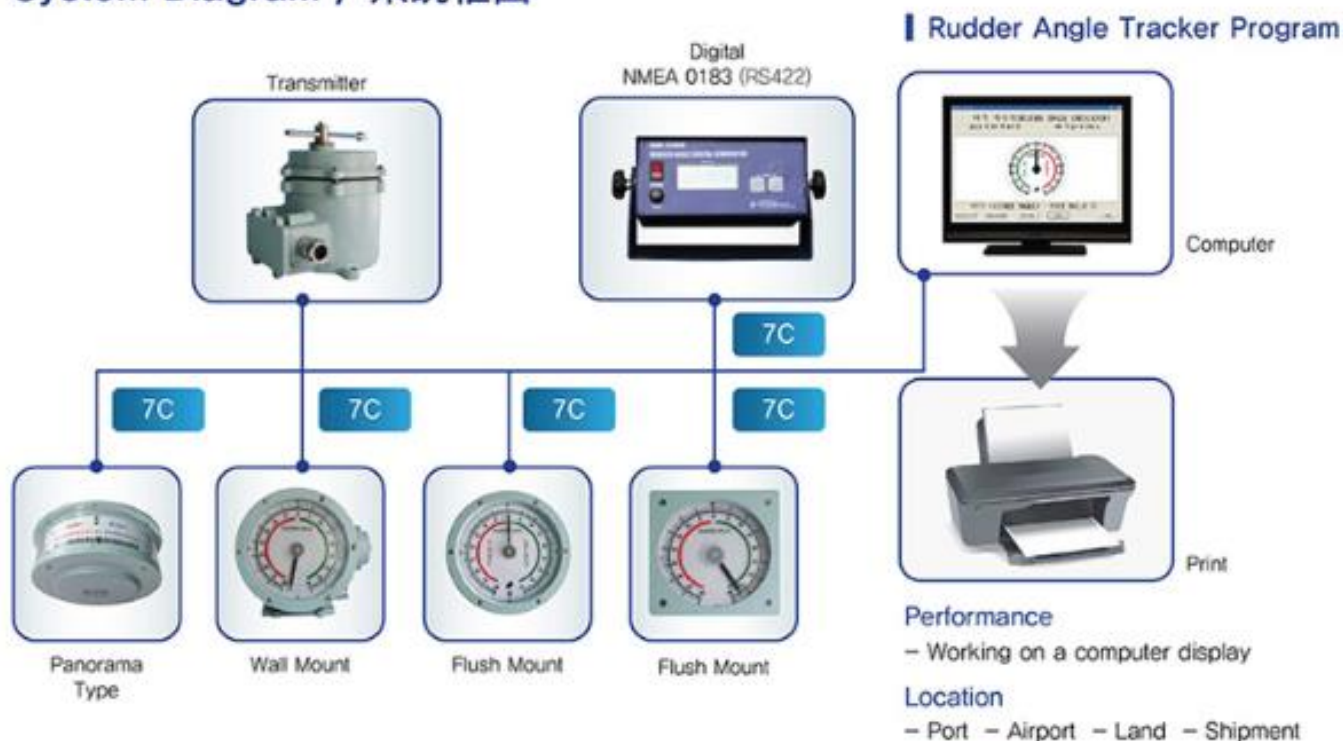 Rudder Angle Tracker Program
Digital
NMEA 0183 (RS422)
Transmitter
Computer
7C
7C
7C
7C
7C
Print
Panorama
Type
Wall Mount
Flush Mount
Flush Mount
Performance
- Working on a computer display
Location
- Port - Airport - Land - Shipment